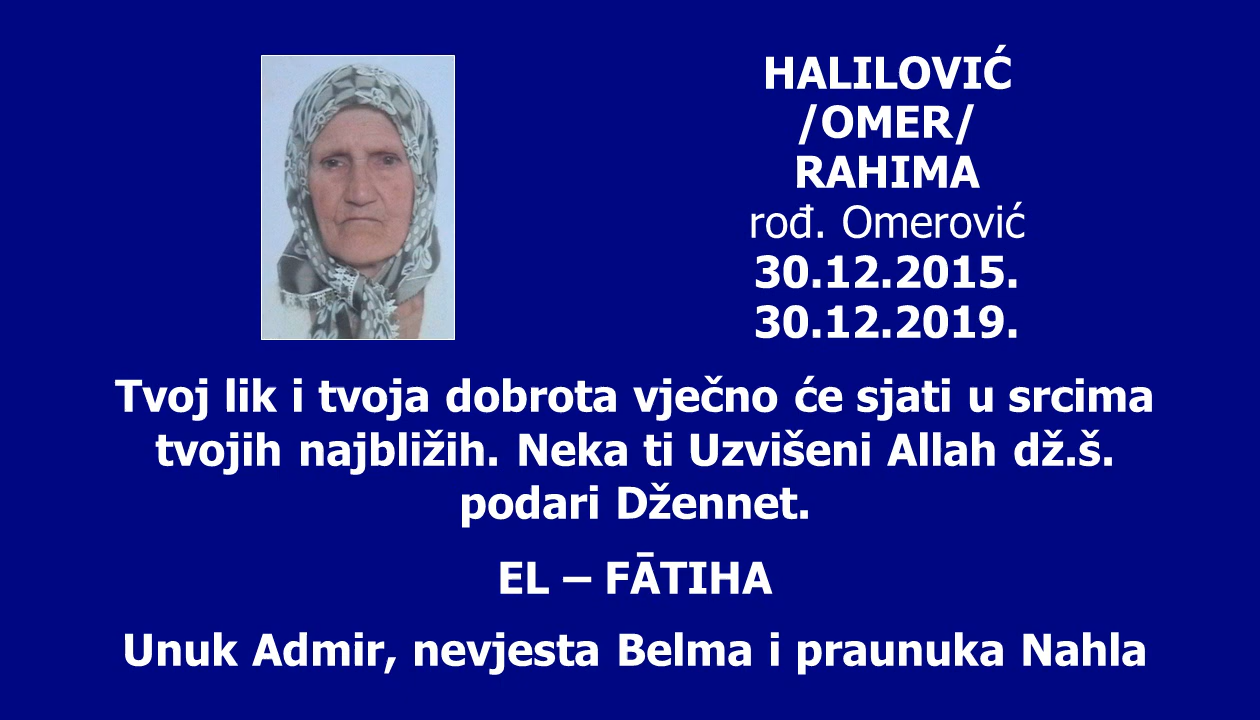 HALILOVIĆ
/OMER/
RAHIMA
rođ. Omerović
30.12.2015.
30.12.2019.
Tvoj lik i tvoja dobrota vječno će sjati u srcima
tvojih najbližih. Neka ti Uzvišeni Allah dž.š.
podari Džennet.
EL – FĀTIHA
Unuk Admir, nevjesta Belma i praunuka Nahla